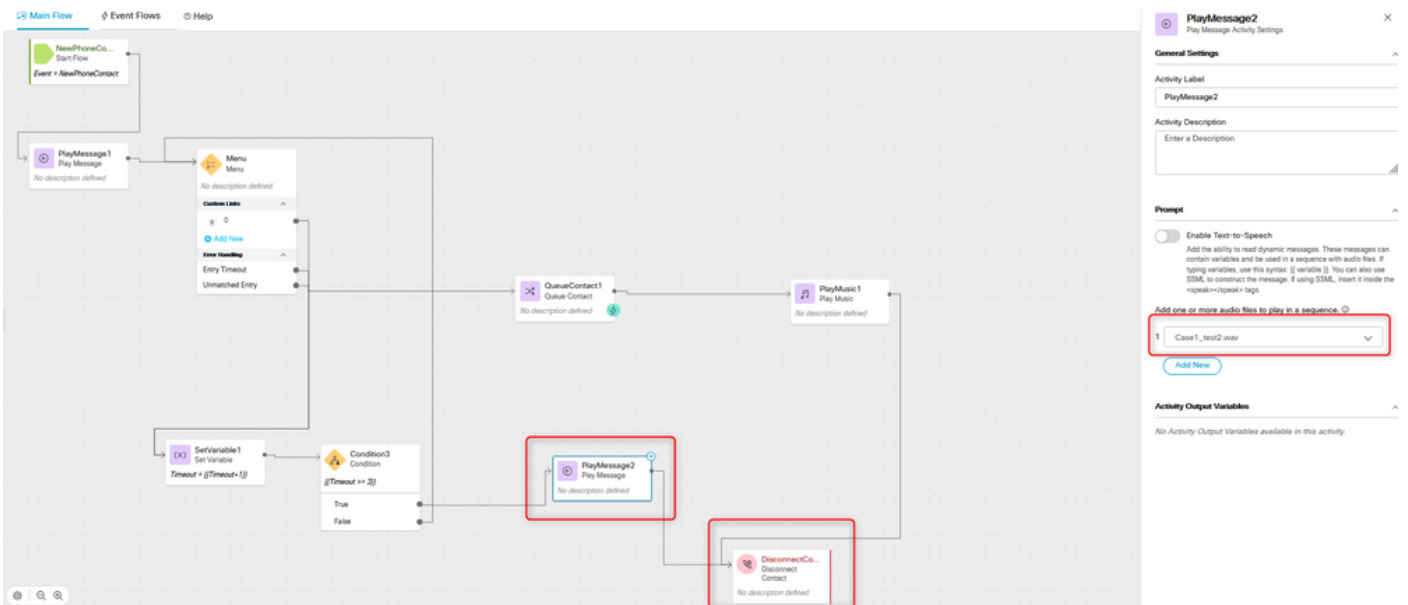 Main Flow
Event Flows
Help
NewPhoneCo...
Start Flow
Event = NewPhoneContact
PlayMessage1
Play Message
No description defined
Menu
Menu
No description defined
Custom Links
0 0
Add New
Error Handling
Entry Timeout
Unmatched Entry
QueueContact1
Queue Contact
No description defined
PlayMusic1
Play Music
No description defined
SetVariable1
Set Variable
Timeout = {{Timeout+1}}
Condition3
Condition
{{Timeout >= 3}}
True
False
PlayMessage2
Play Message
No description defined
DisconnectCo...
Disconnect
Contact
No description defined
PlayMessage2
Play Message Activity Settings
General Settings
Activity Label
PlayMessage2
Activity Description
Enter a Description
Prompt
Enable Text-to-Speech
Add the ability to read dynamic messages. These messages can
contain variables and be used in a sequence with audio files. If
typing variables, use this syntax: {{ variable }}. You can also use
SSML to construct the message. If using SSML, insert it inside the
<speak></speak> tags.
Add one or more audio files to play in a sequence.
1 Case1_test2.wav
Add New
Activity Output Variables
No Activity Output Variables available in this activity.